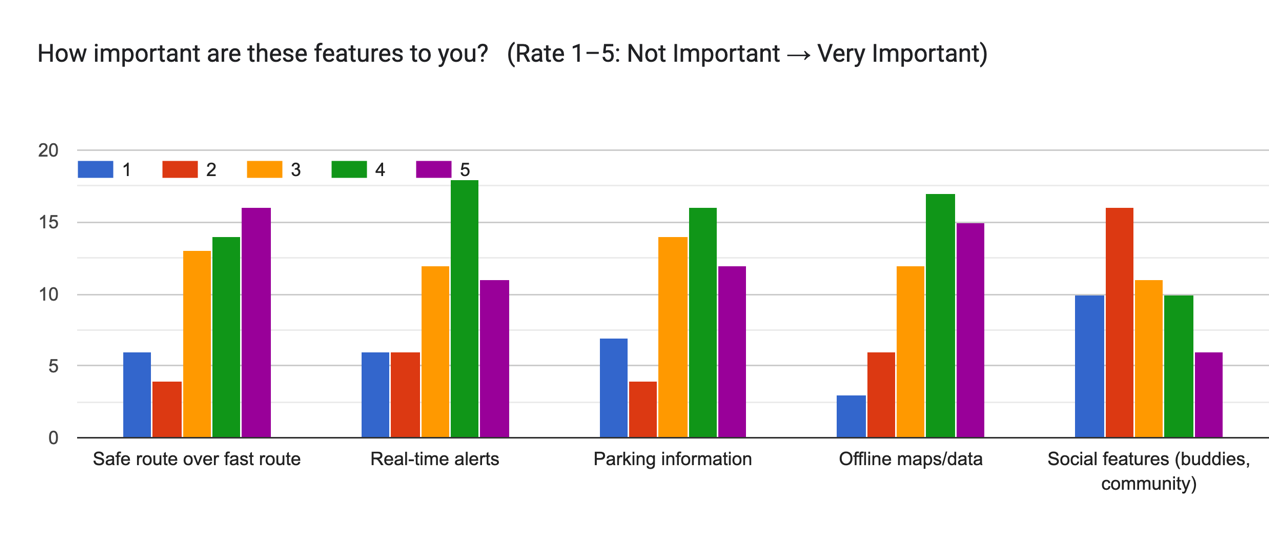 How important are these features to you? (Rate 1–5: Not Important → Very Important)
20
1 2 3 4 5
15
10
5
0
Safe route over fast route
Real-time alerts
Parking information
Offline maps/data
Social features (buddies,
community)